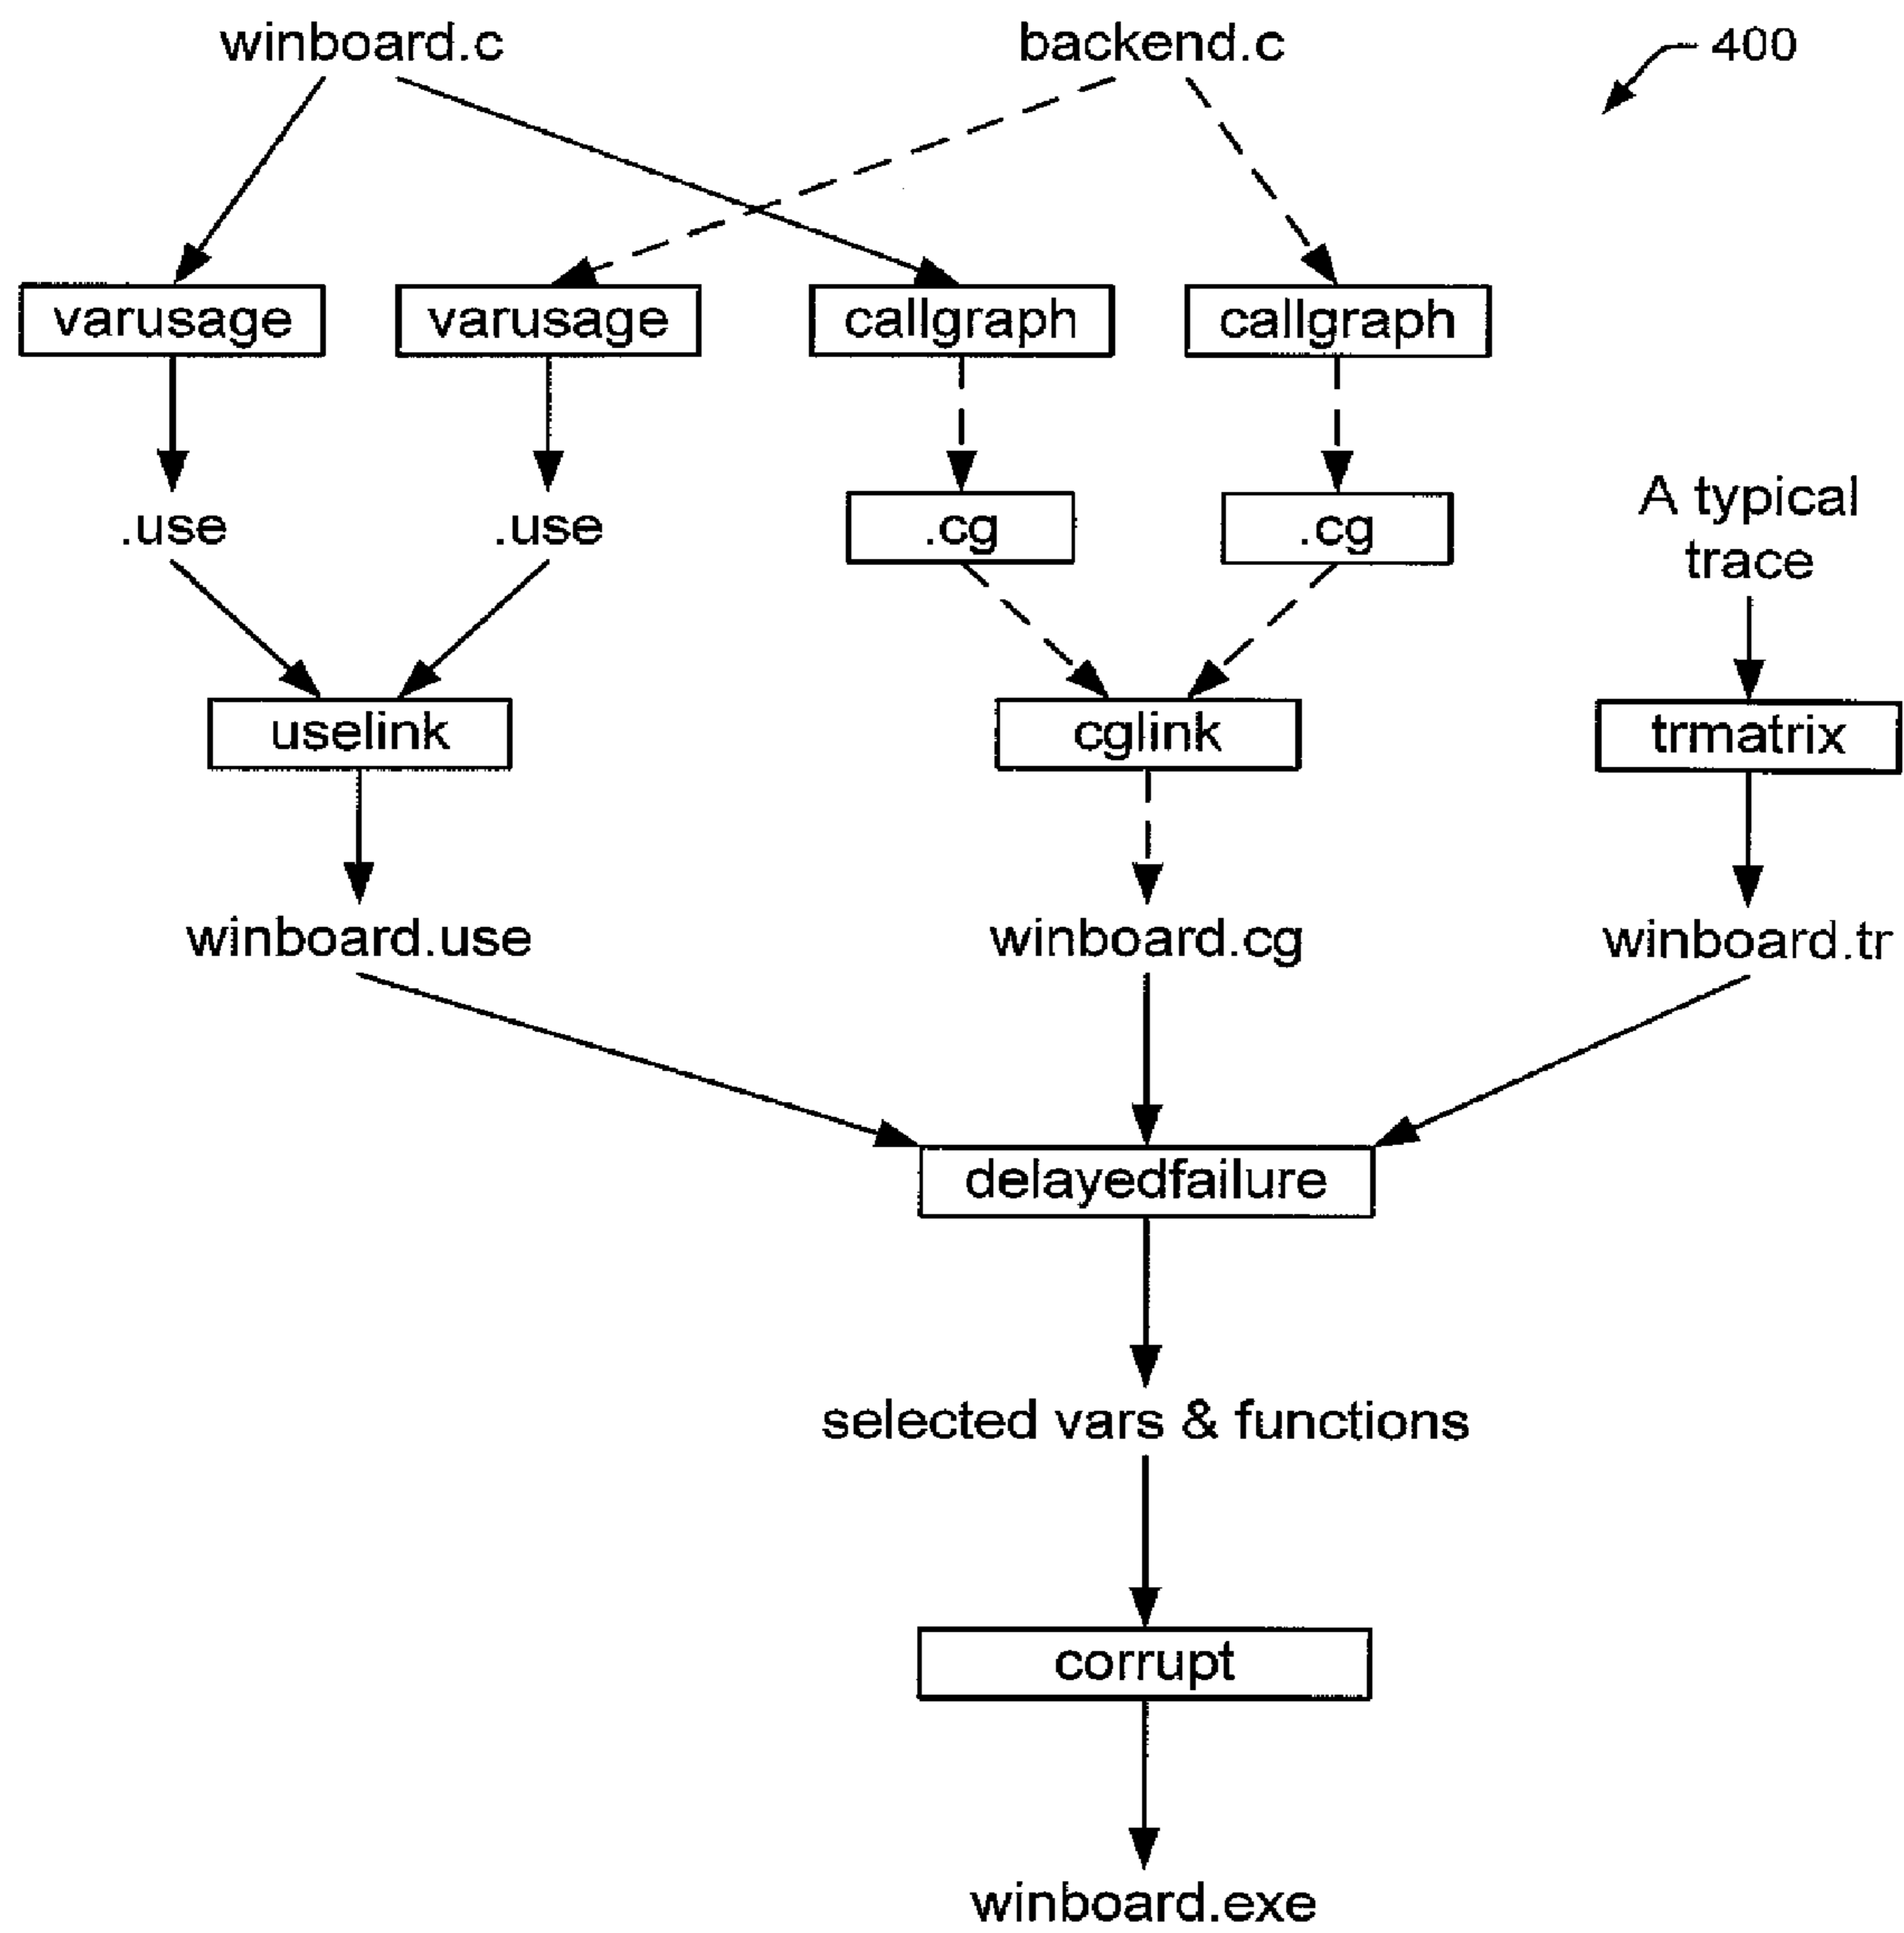 winboard.c
backend.c
400
varusage
varusage
callgraph
callgraph
.use
.use
.cg
.cg
A typical
trace
uselink
cglink
trmatrix
winboard.use
winboard.cg
winboard.tr
delayedfailure
selected vars & functions
corrupt
winboard.exe